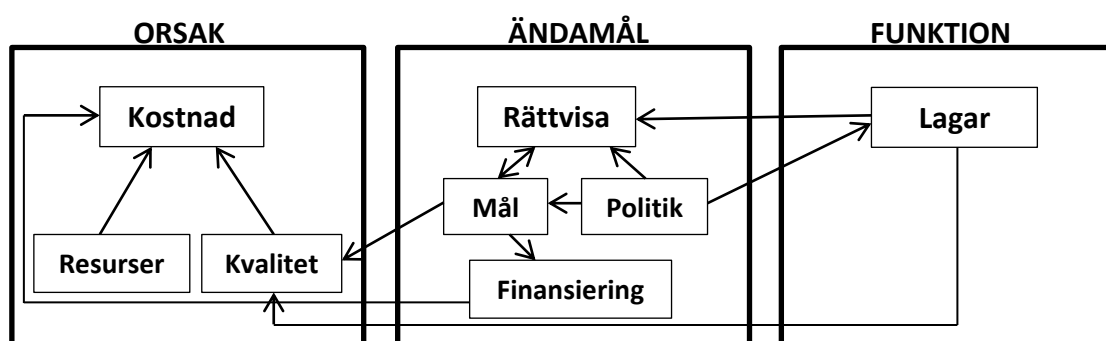 ORSAK
ÄNDAMÅL
FUNKTION
Kostnad
Rättvisa
Lagar
Mål
Politik
Resurser
Kvalitet
Finansiering